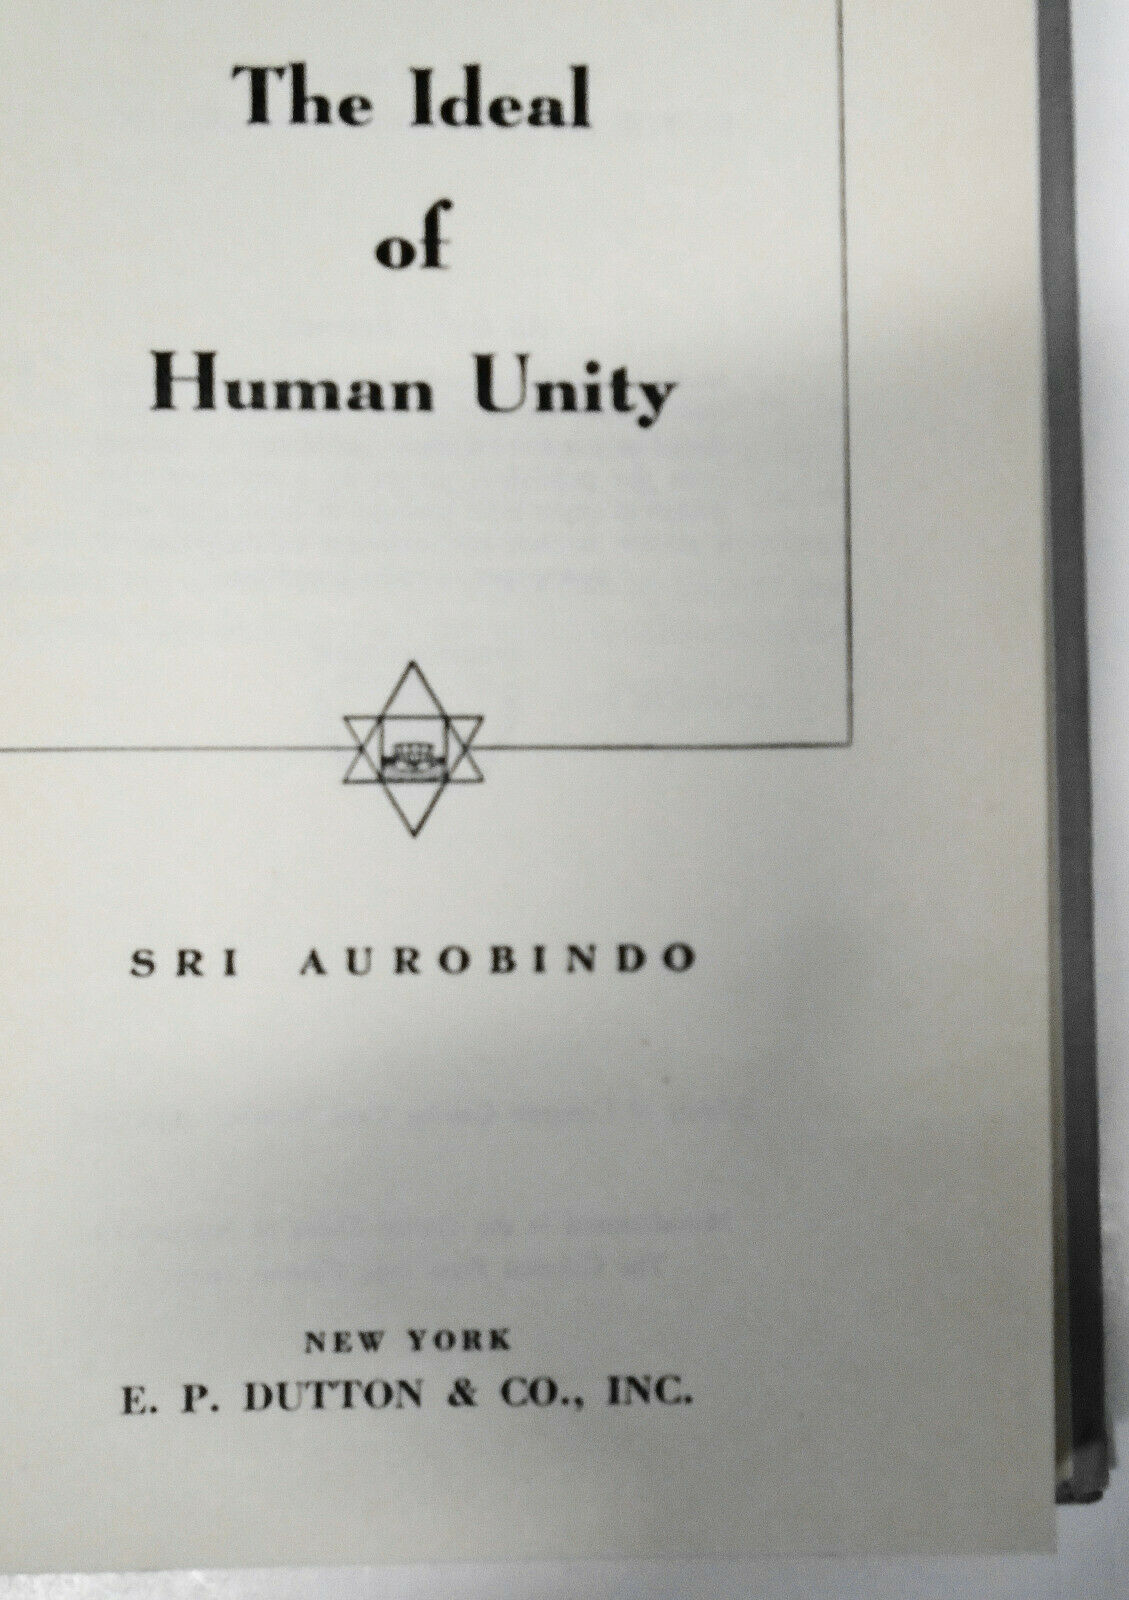 The Ideal
of
Human Unity
SRI AUROBINDO
NEW YORK
E. P. DUTTON & CO., INC.